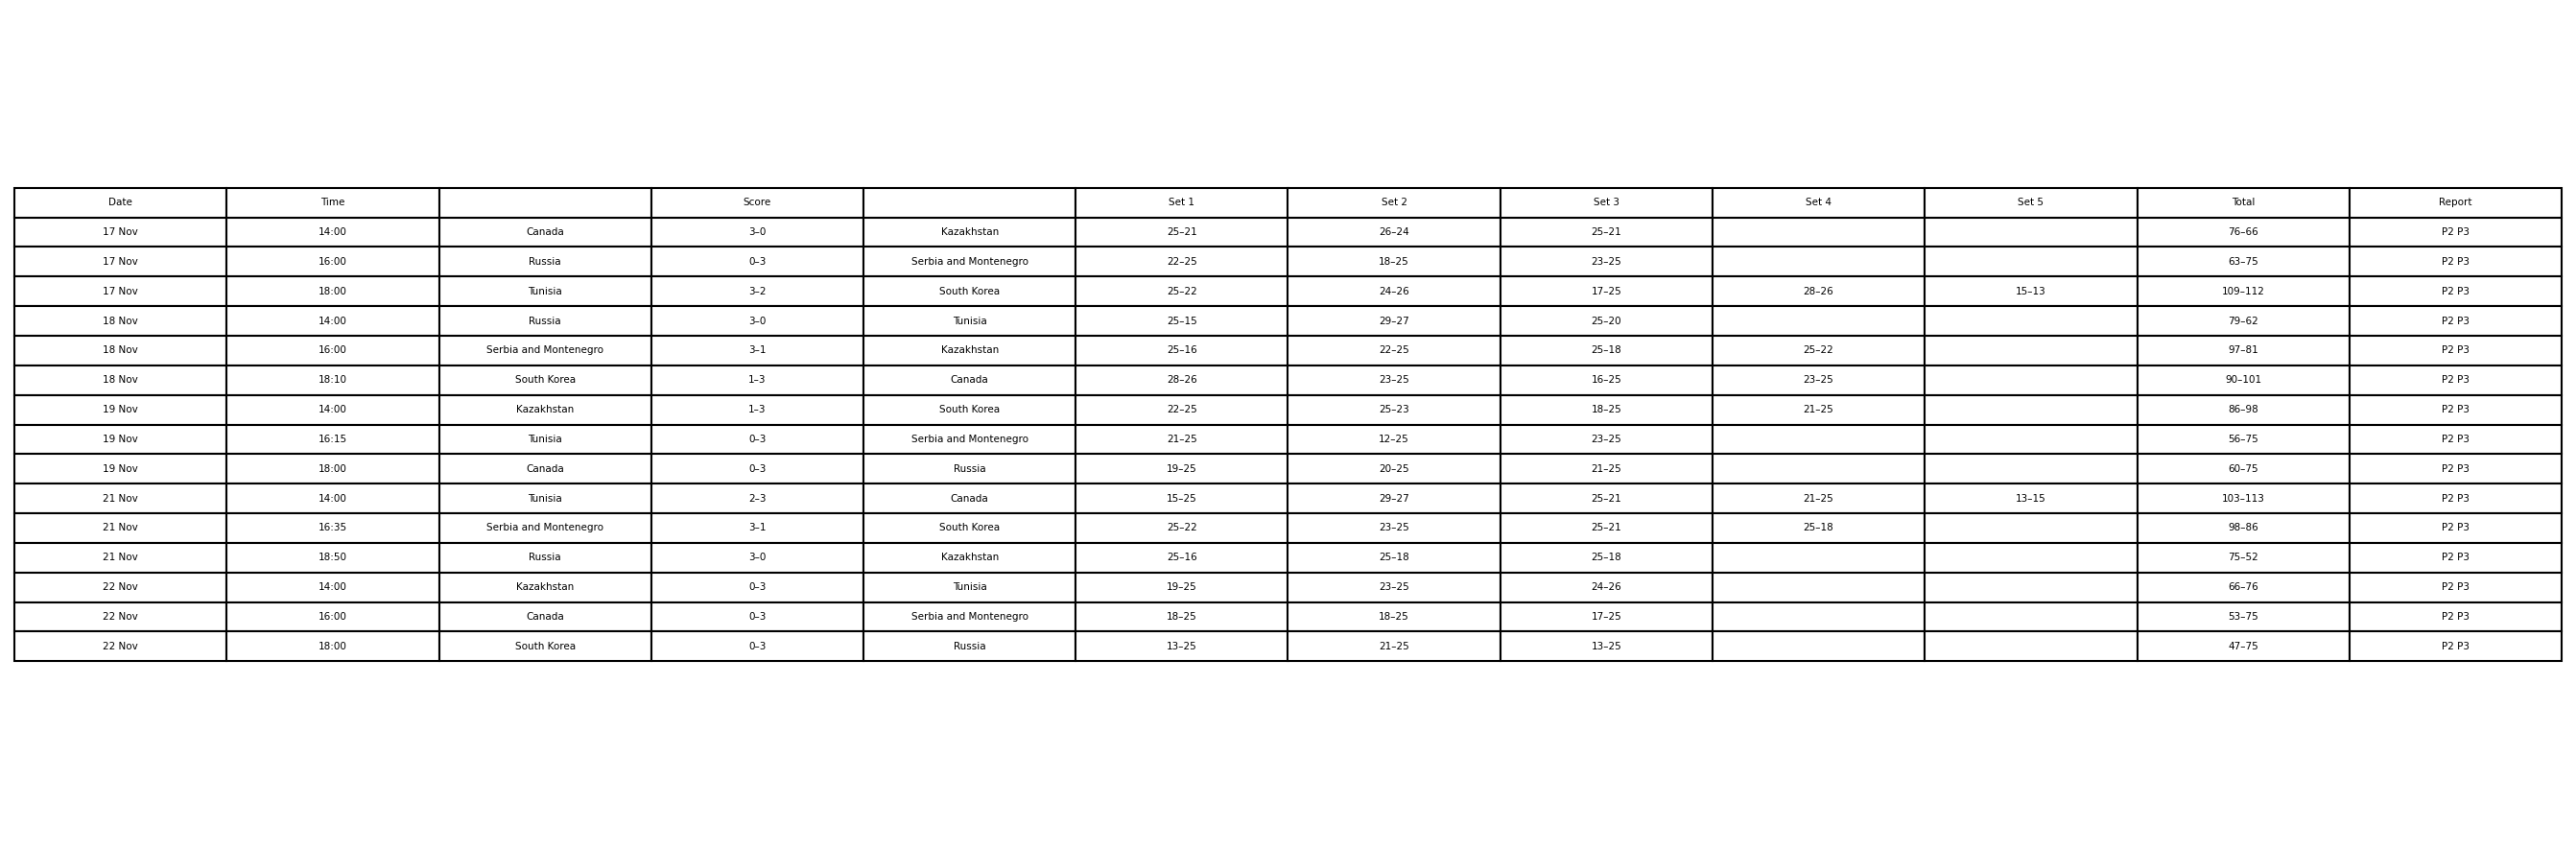 Date Time Score Set 1 Set 2 Set 3 Set 4 Set 5 Total Report
17 Nov 14:00 Canada 3–0 Kazakhstan 25–21 26–24 25–21 76–66 P2 P3
17 Nov 16:00 Russia 0–3 Serbia and Montenegro 22–25 18–25 23–25 63–75 P2 P3
17 Nov 18:00 Tunisia 3–2 South Korea 25–22 24–26 17–25 28–26 15–13 109–112 P2 P3
18 Nov 14:00 Russia 3–0 Tunisia 25–15 29–27 25–20 79–62 P2 P3
18 Nov 16:00 Serbia and Montenegro 3–1 Kazakhstan 25–16 22–25 25–18 25–22 97–81 P2 P3
18 Nov 18:10 South Korea 1–3 Canada 28–26 23–25 16–25 23–25 90–101 P2 P3
19 Nov 14:00 Kazakhstan 1–3 South Korea 22–25 25–23 18–25 21–25 86–98 P2 P3
19 Nov 16:15 Tunisia 0–3 Serbia and Montenegro 21–25 12–25 23–25 56–75 P2 P3
19 Nov 18:00 Canada 0–3 Russia 19–25 20–25 21–25 60–75 P2 P3
21 Nov 14:00 Tunisia 2–3 Canada 15–25 29–27 25–21 21–25 13–15 103–113 P2 P3
21 Nov 16:35 Serbia and Montenegro 3–1 South Korea 25–22 23–25 25–21 25–18 98–86 P2 P3
21 Nov 18:50 Russia 3–0 Kazakhstan 25–16 25–18 25–18 75–52 P2 P3
22 Nov 14:00 Kazakhstan 0–3 Tunisia 19–25 23–25 24–26 66–76 P2 P3
22 Nov 16:00 Canada 0–3 Serbia and Montenegro 18–25 18–25 17–25 53–75 P2 P3
22 Nov 18:00 South Korea 0–3 Russia 13–25 21–25 13–25 47–75 P2 P3